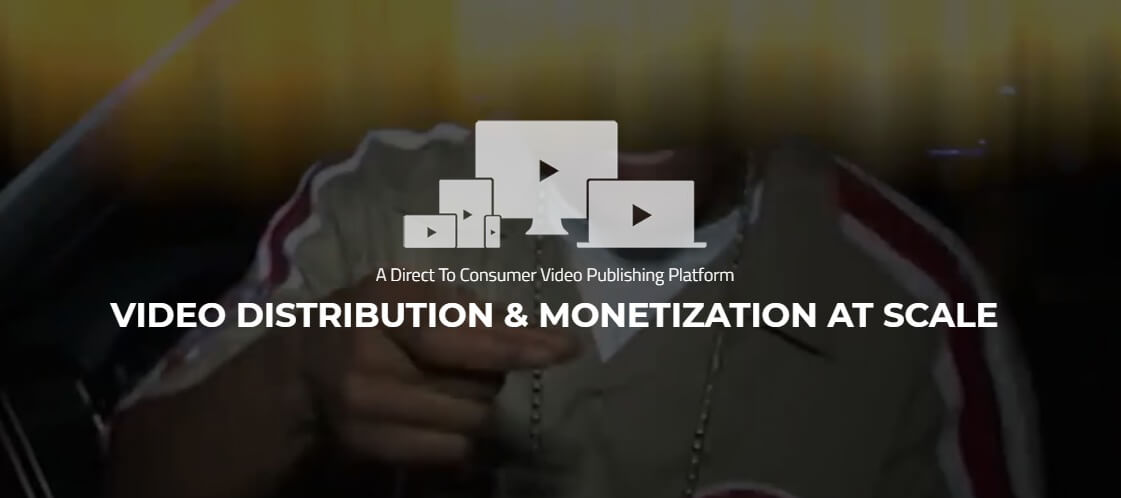 A Direct To Consumer Video Publishing Platform
VIDEO DISTRIBUTION & MONETIZATION AT SCALE